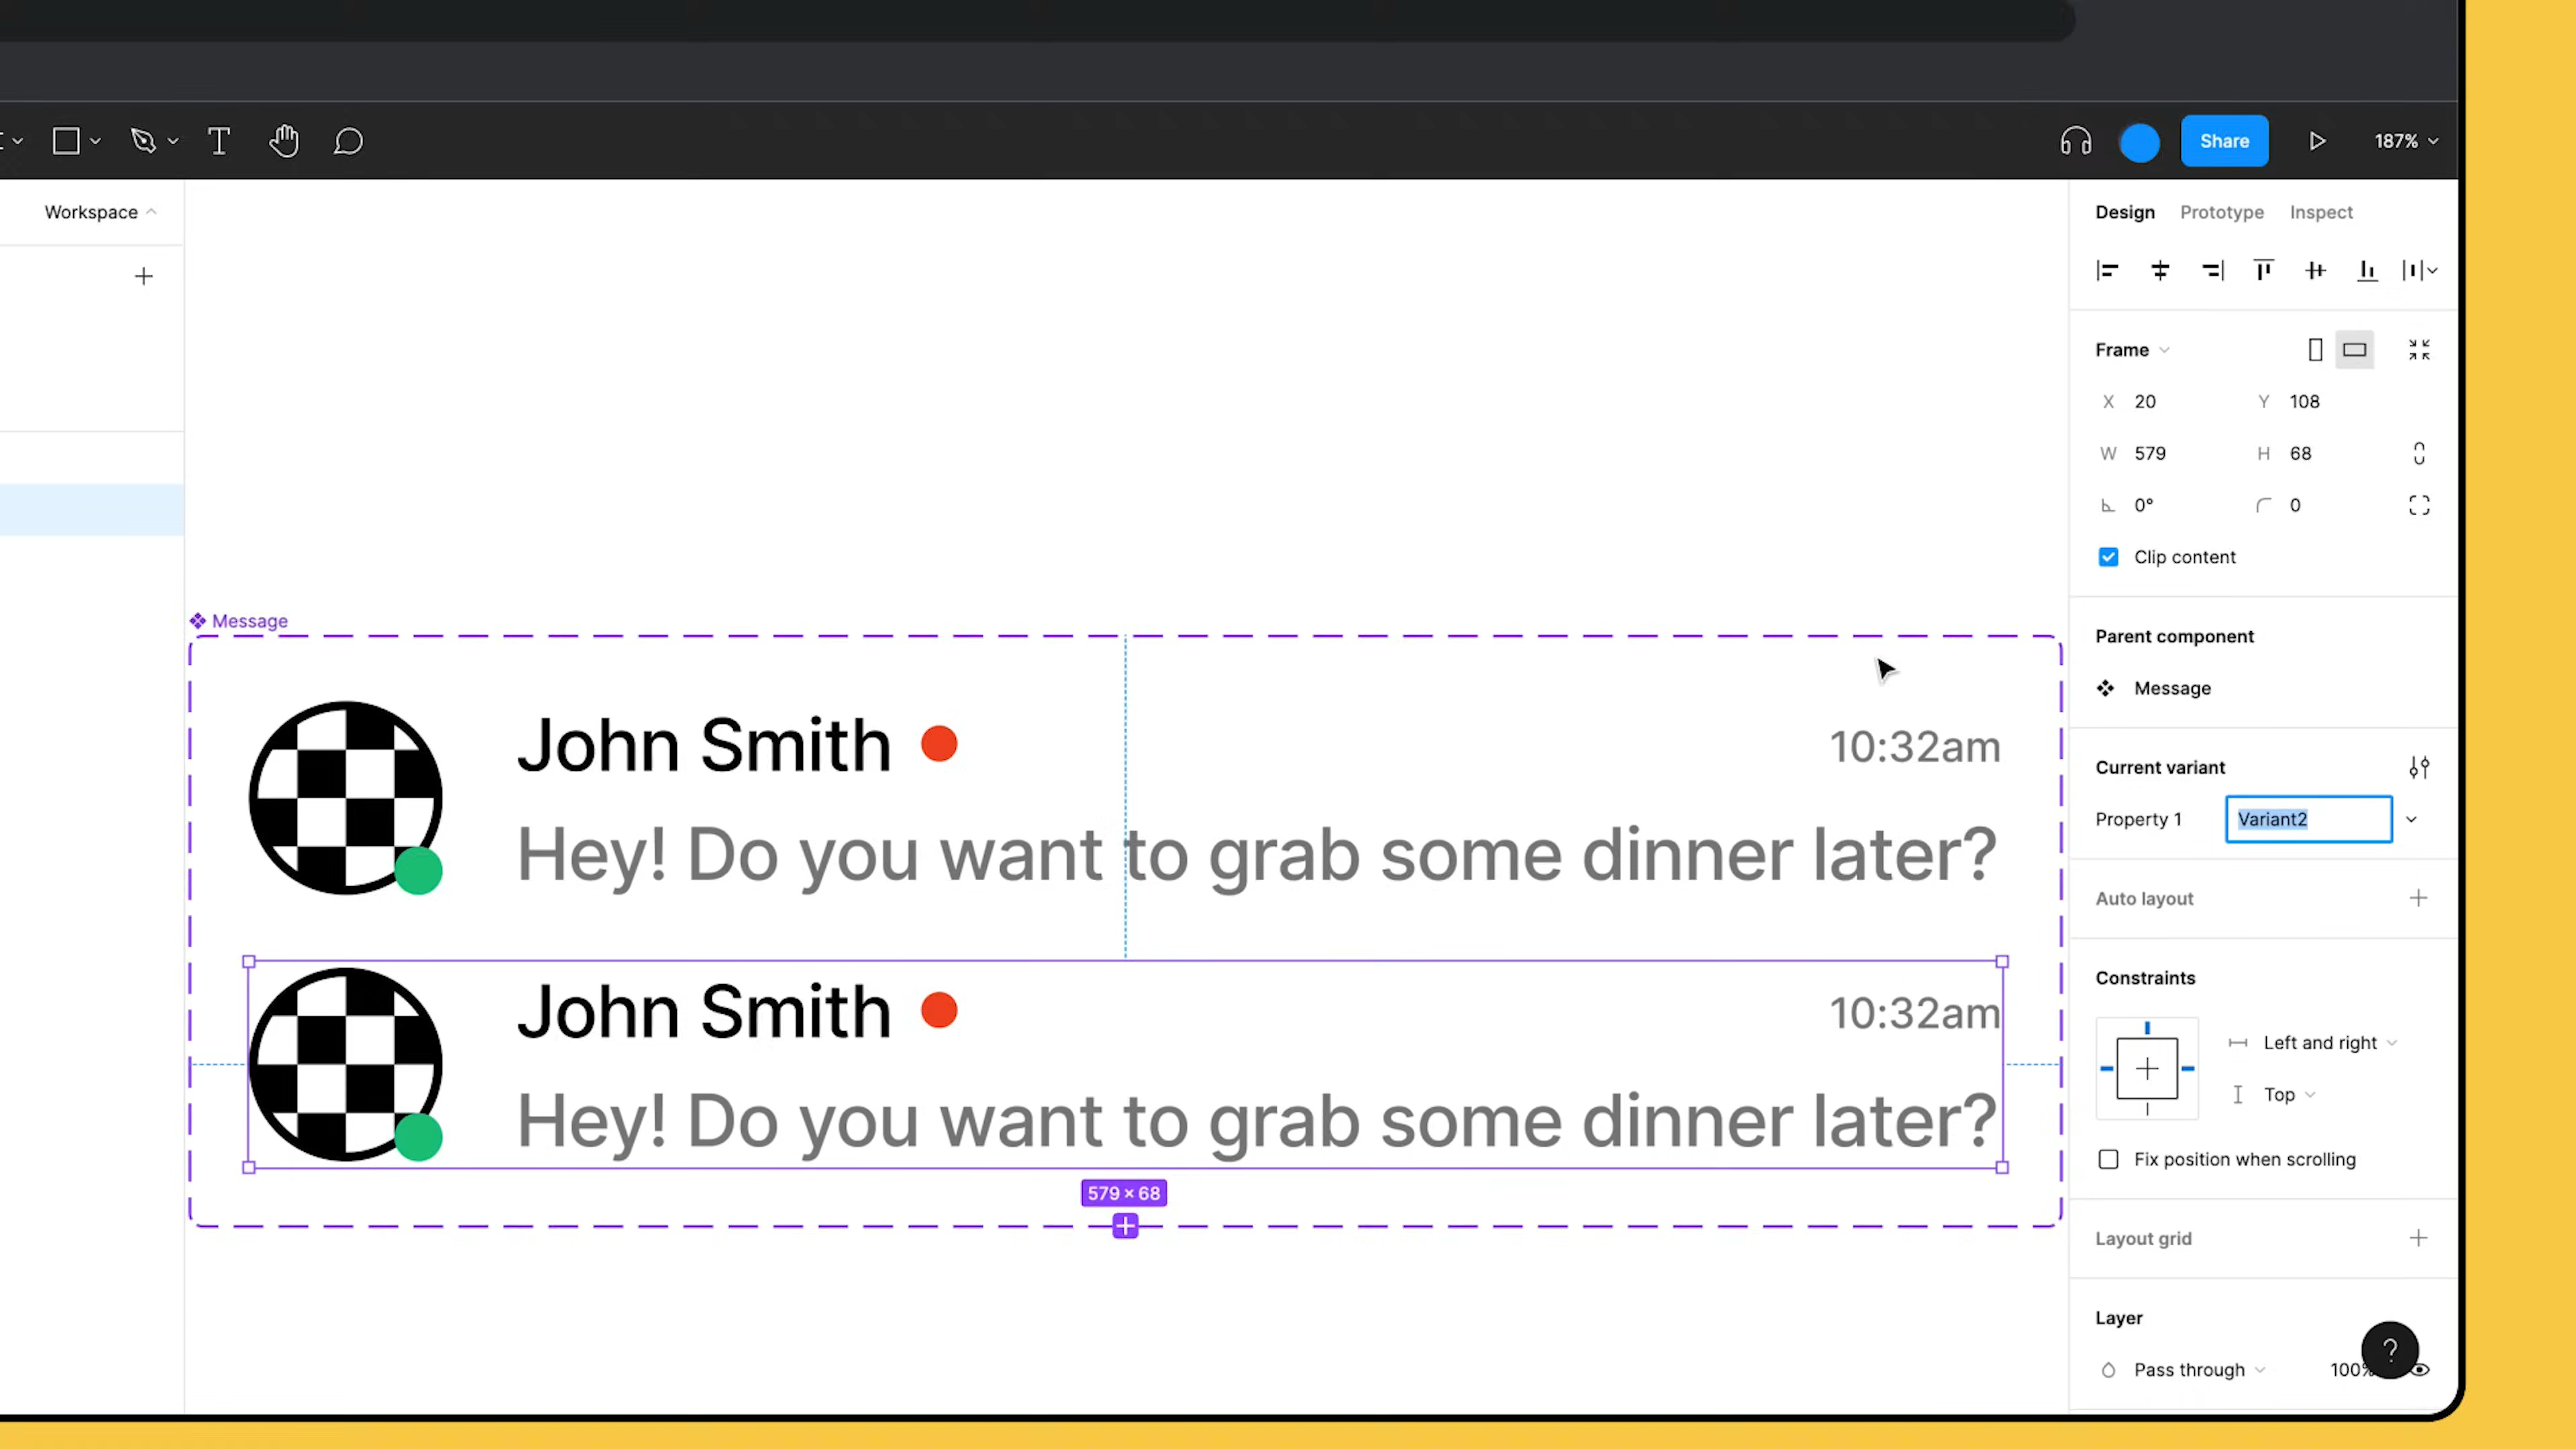 Share
187%
Workspace
Design Prototype Inspect
Frame
X 20 Y 108
W 579 H 68
0° 0
Clip content
Parent component
Message
Message
John Smith 10:32am
Hey! Do you want to grab some dinner later?
Current variant
Property 1 Variant2
Auto layout
John Smith 10:32am
Hey! Do you want to grab some dinner later?
579 × 68
Constraints
Left and right
Top
Fix position when scrolling
Layout grid
Layer
Pass through 100%
?